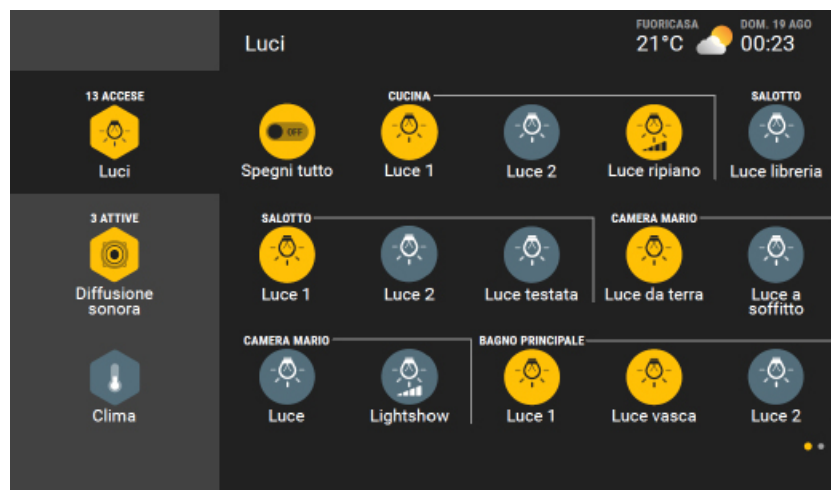 Luci
FUORICASA
21°C
DOM. 19 AGO
00:23
13 ACCESE
Luci
3 ATTIVE
Diffusione
sonora
Clima
OFF
Spegni tutto
CUCINA
Luce 1
Luce 2
Luce ripiano
SALOTTO
Luce libreria
SALOTTO
Luce 1
Luce 2
Luce testata
CAMERA MARIO
Luce da terra
Luce a
soffitto
CAMERA MARIO
Luce
Lightshow
BAGNO PRINCIPALE
Luce 1
Luce vasca
Luce 2